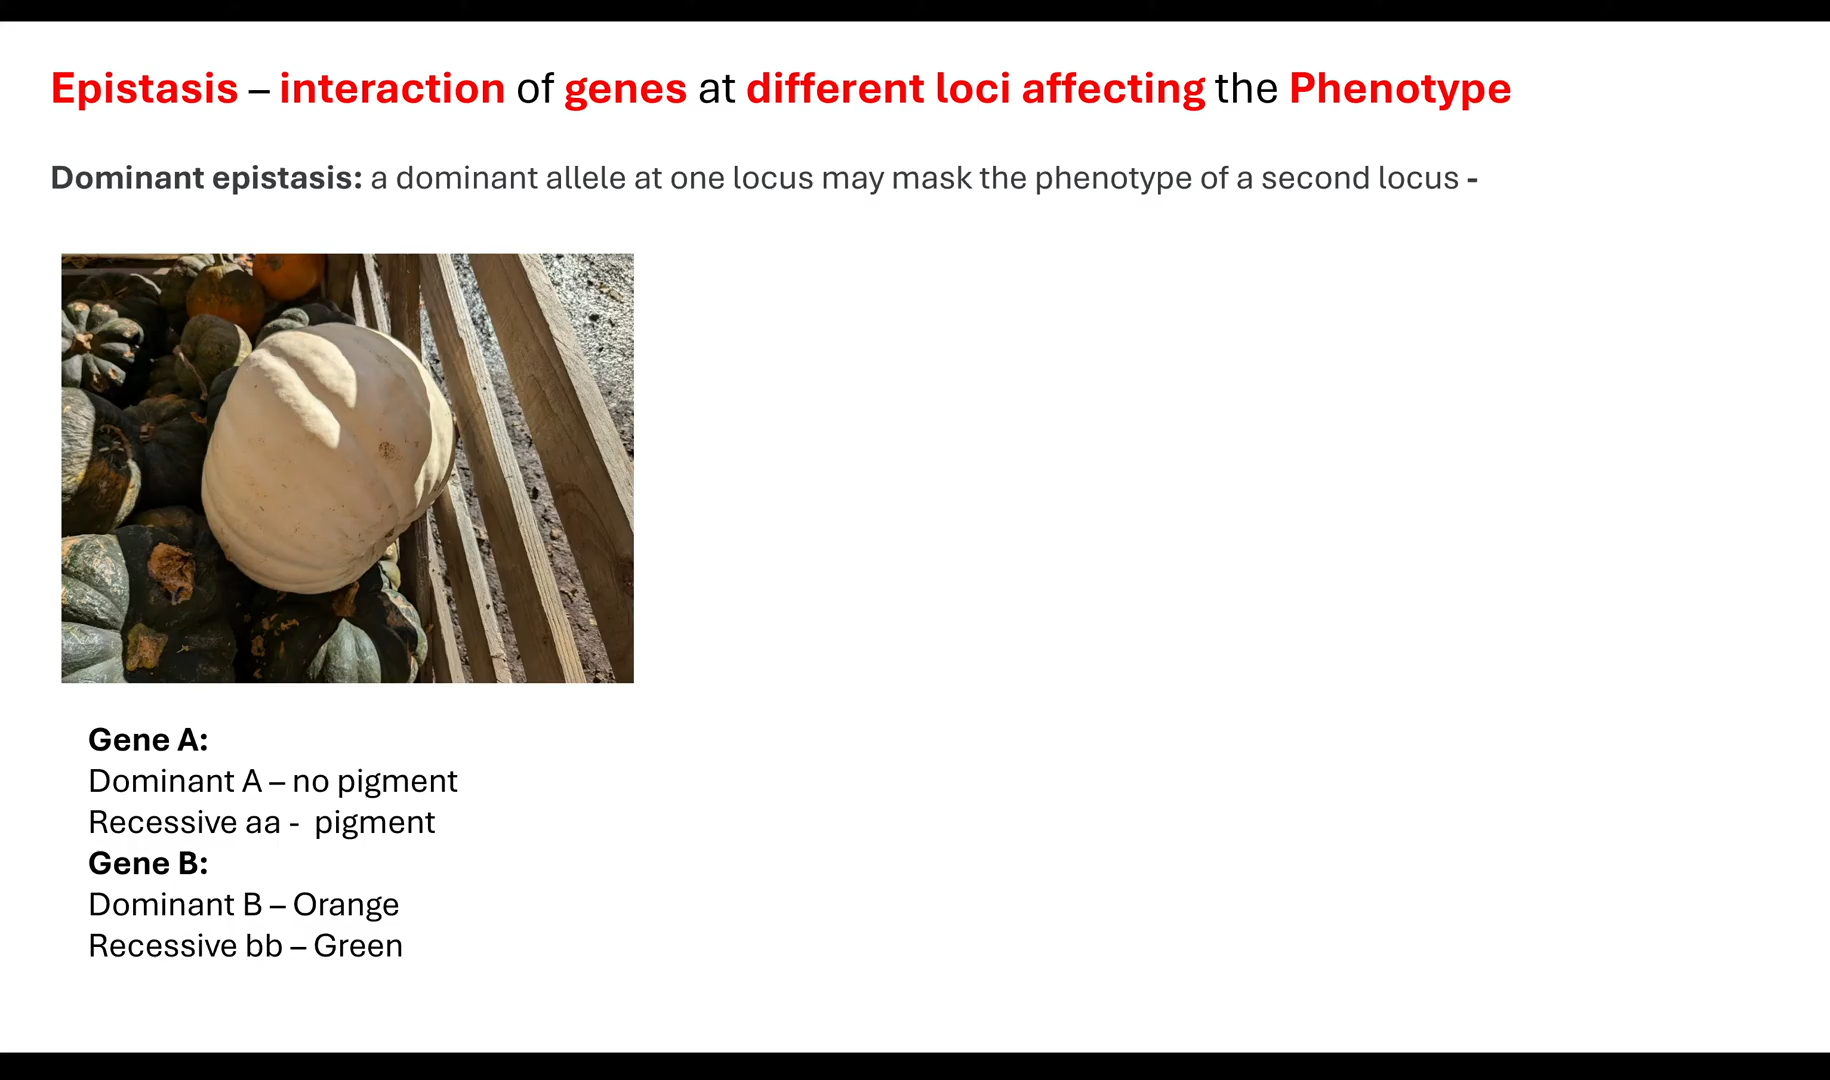 Epistasis – interaction of genes at different loci affecting the Phenotype
Dominant epistasis: a dominant allele at one locus may mask the phenotype of a second locus -
Gene A:
Dominant A – no pigment
Recessive aa -  pigment
Gene B:
Dominant B – Orange
Recessive bb – Green